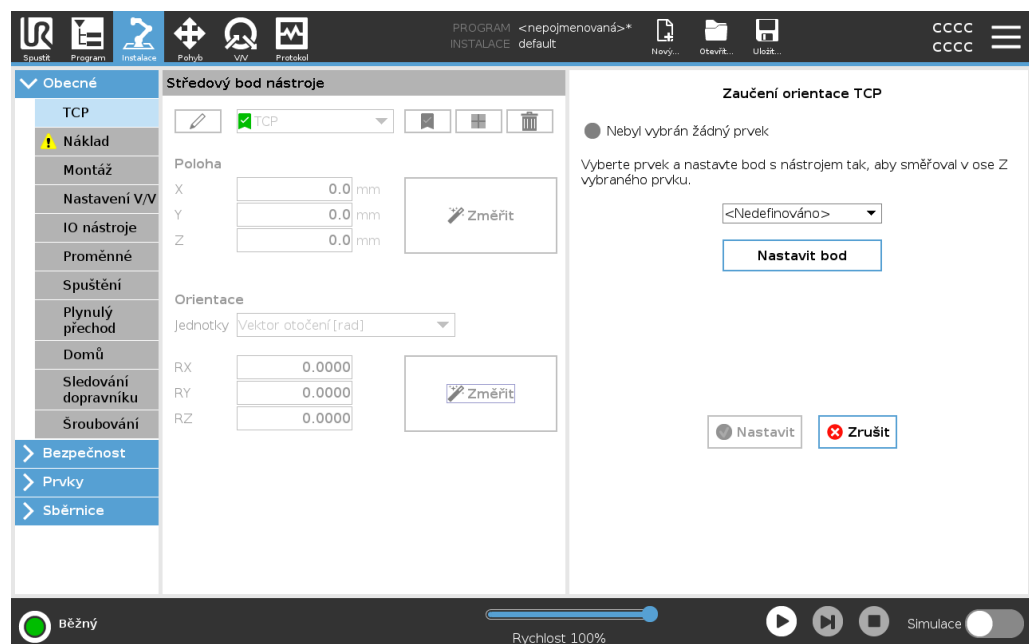 UR
PROGRAM <nepojmenovaná>*
INSTALACE default
Spustit Program Instalace Pohyb V/V Protokol
Nový... Otevřít... Uložit...
CCCC
CCCC
Obecné
TCP
Náklad
Montáž
Nastavení V/V
IO nástroje
Proměnné
Spuštění
Plynulý
přechod
Domů
Sledování
dopravníku
Šroubování
Bezpečnost
Prvky
Sběrnice
Středový bod nástroje
TCP
Poloha
X 0.0 mm
Y 0.0 mm
Z 0.0 mm
Změřit
Orientace
Jednotky Vektor otočení [rad]
RX 0.0000
RY 0.0000
RZ 0.0000
Změřit
Zaučení orientace TCP
Nebyl vybrán žádný prvek
Vyberte prvek a nastavte bod s nástrojem tak, aby směřoval v ose Z
vybraného prvku.
<Nedefinováno>
Nastavit bod
Nastavit Zrušit
Běžný
Rychlost 100%
Simulace